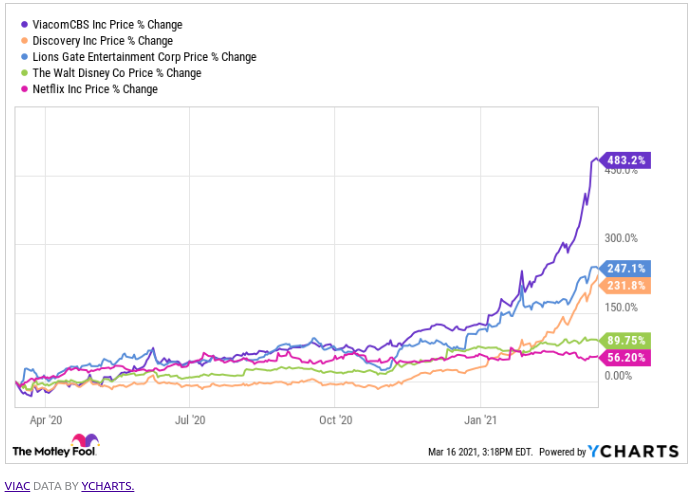 ViacomCBS Inc Price % Change
Discovery Inc Price % Change
Lions Gate Entertainment Corp Price % Change
The Walt Disney Co Price % Change
Netflix Inc Price % Change
483.2%
450.0%
300.0%
247.1%
231.8%
150.0%
89.75%
56.20%
0.00%
Apr '20 Jul '20 Oct '20 Jan '21
The Motley Fool. Mar 16 2021, 3:18PM EDT. Powered by YCHARTS
VIAC DATA BY YCHARTS.